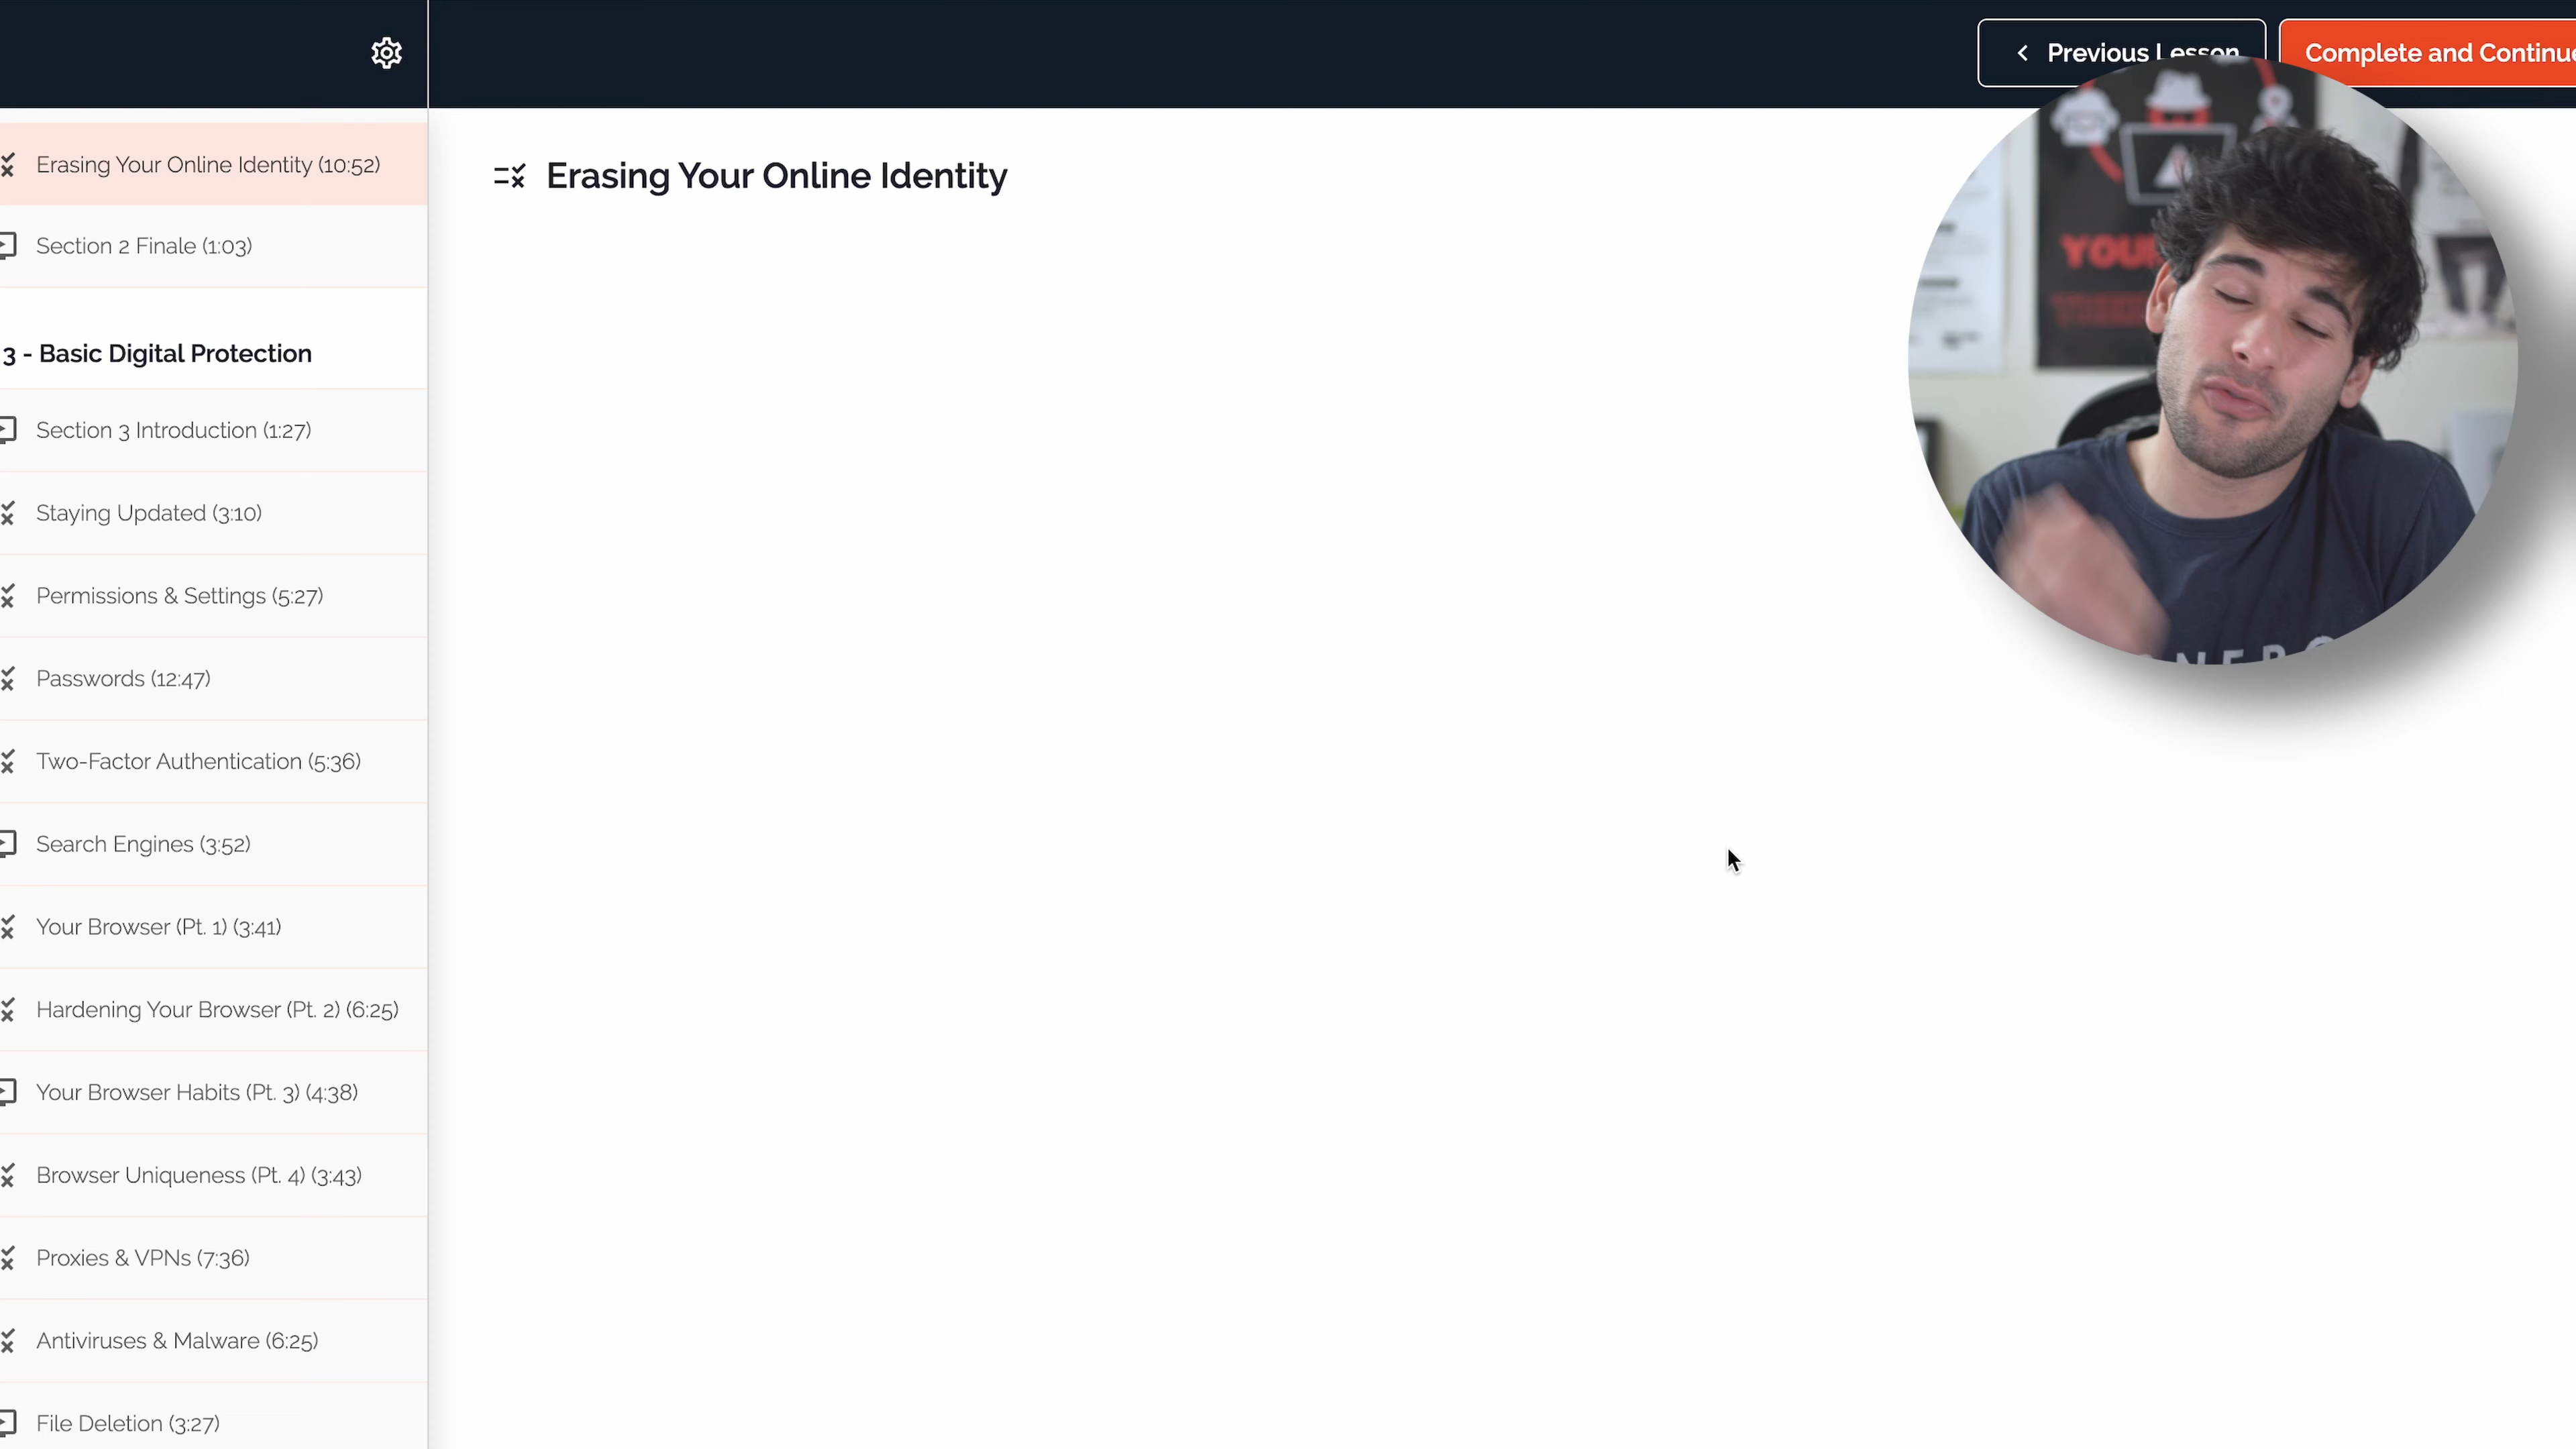 Previous Lesson
Complete and Continue
Erasing Your Online Identity (10:52)
Section 2 Finale (1:03)
3 - Basic Digital Protection
Section 3 Introduction (1:27)
Staying Updated (3:10)
Permissions & Settings (5:27)
Passwords (12:47)
Two-Factor Authentication (5:36)
Search Engines (3:52)
Your Browser (Pt. 1) (3:41)
Hardening Your Browser (Pt. 2) (6:25)
Your Browser Habits (Pt. 3) (4:38)
Browser Uniqueness (Pt. 4) (3:43)
Proxies & VPNs (7:36)
Antiviruses & Malware (6:25)
File Deletion (3:27)
Erasing Your Online Identity
YOU